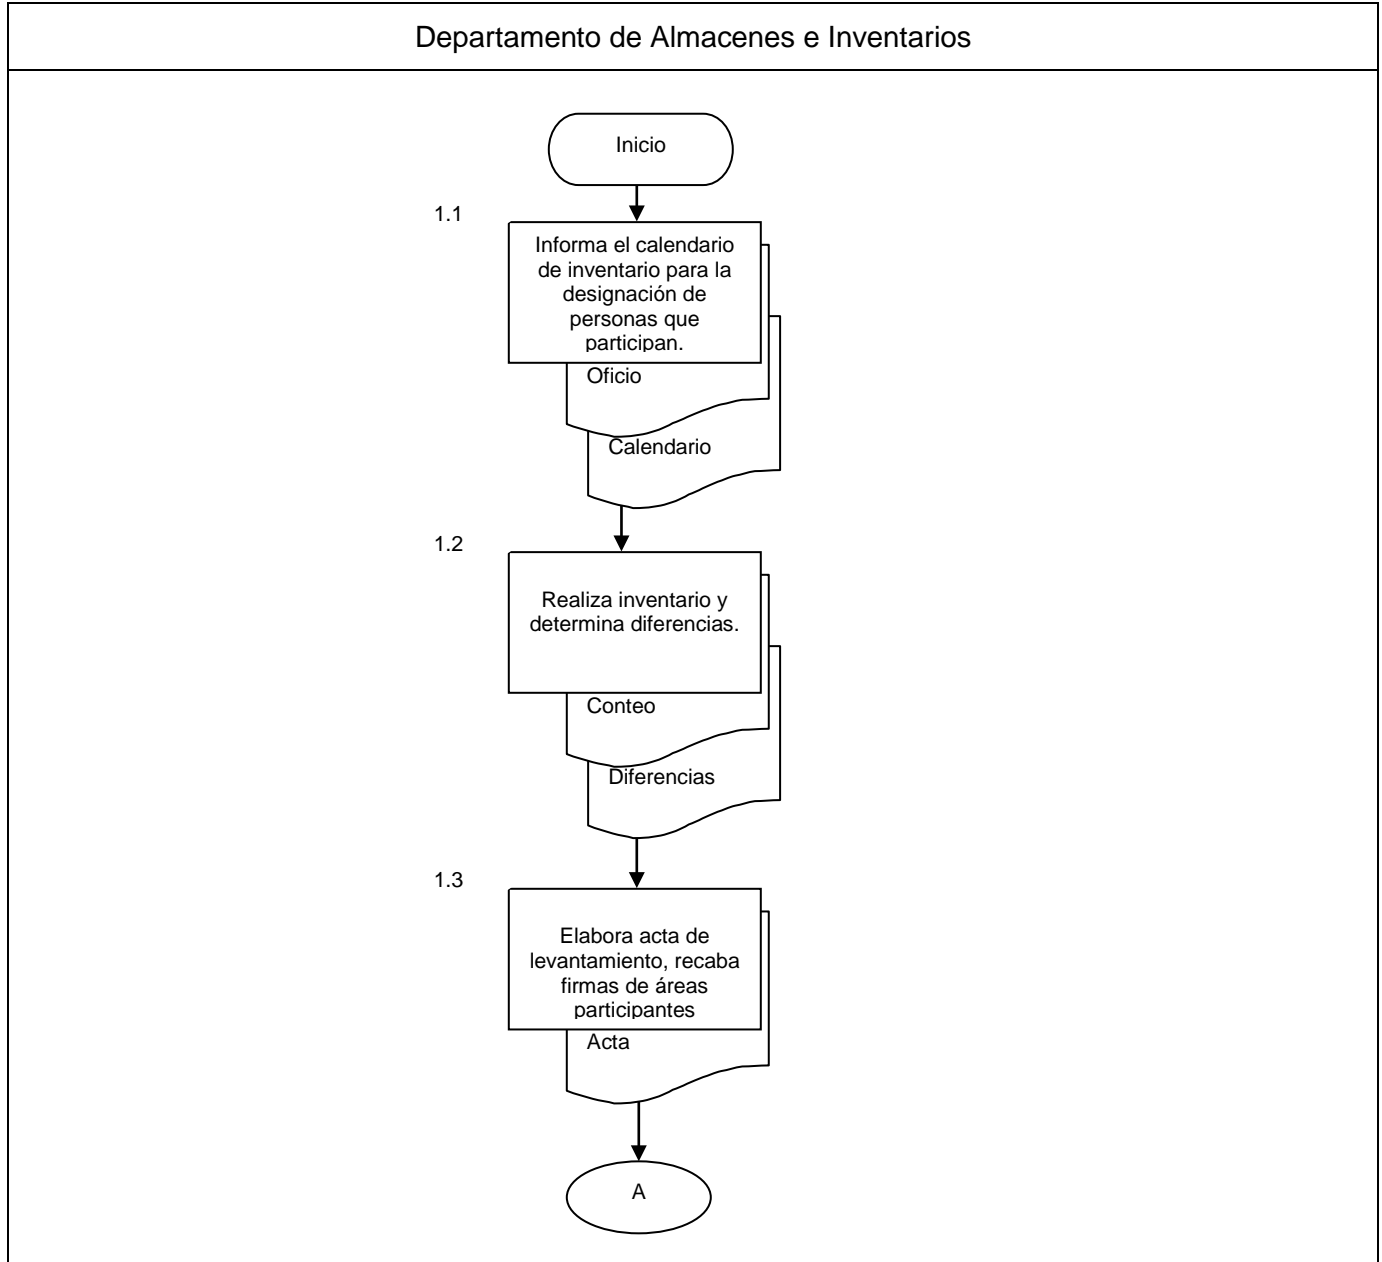 Departamento de Almacenes e Inventarios
Inicio
1.1
Informa el calendario
de inventario para la
designación de
personas que
participan.
Oficio
Calendario
1.2
Realiza inventario y
determina diferencias.
Conteo
Diferencias
1.3
Elabora acta de
levantamiento, recaba
firmas de áreas
participantes
Acta
A